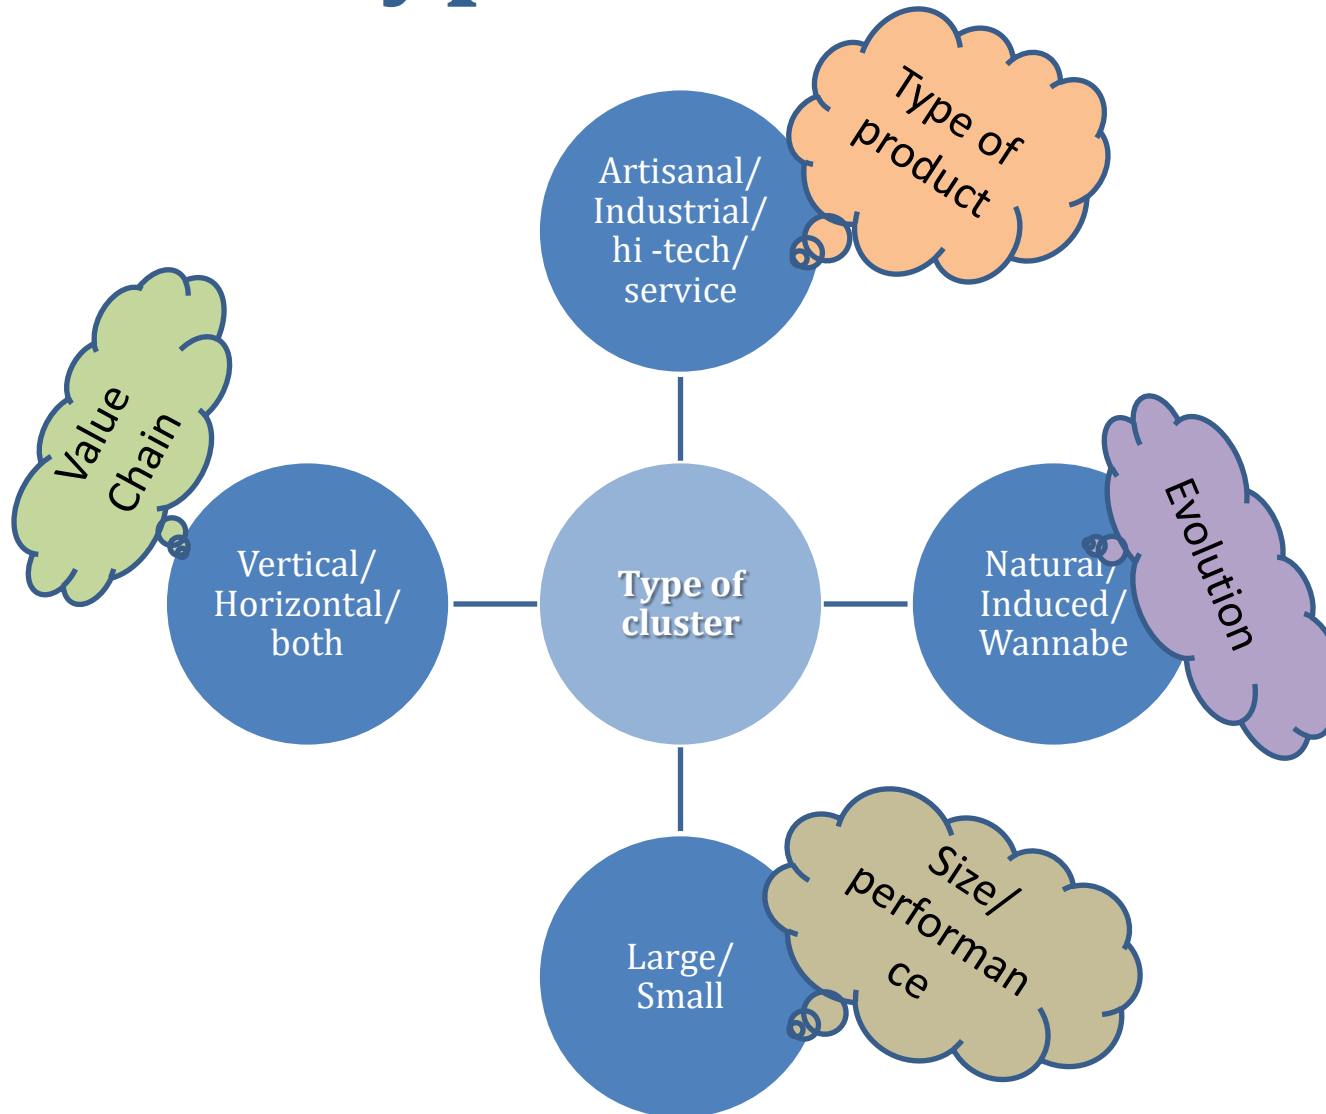 Type of
product
Artisanal/
Industrial/
hi -tech/
service
Value
Chain
Evolution
Vertical/
Horizontal/
both
Type of
cluster
Natural/
Induced/
Wannabe
Size/
performan
ce
Large/
Small